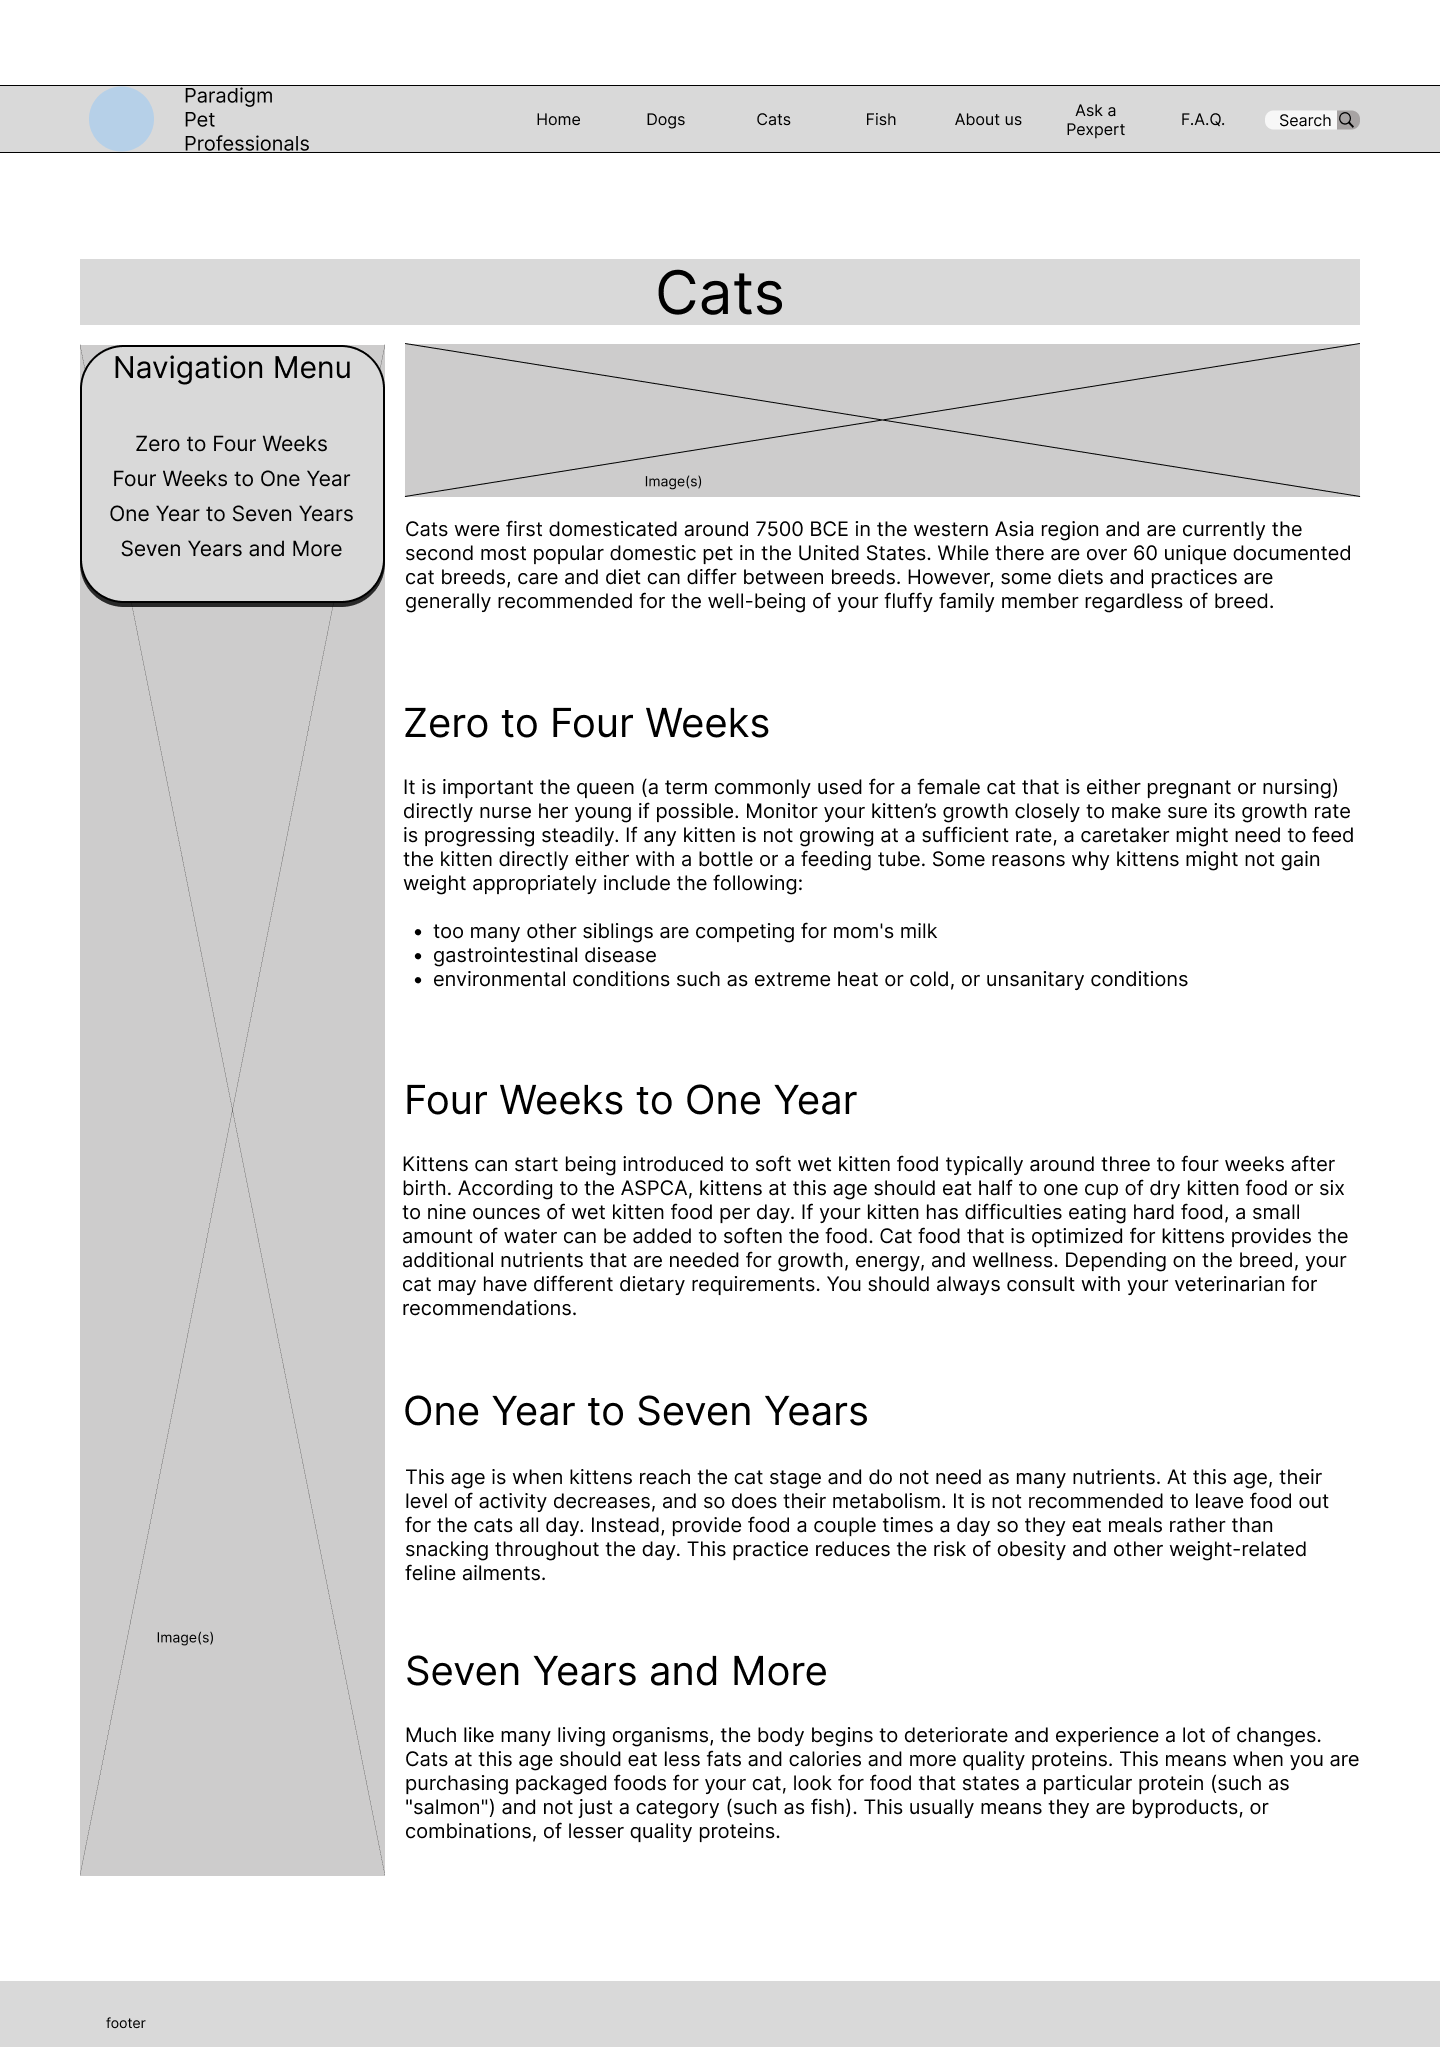 Paradigm
Pet
Professionals
Home
Dogs
Cats
Fish
About us
Ask a
Pexpert
F.A.Q.
Search
Cats
Navigation Menu
Zero to Four Weeks
Four Weeks to One Year
One Year to Seven Years
Seven Years and More
Image(s)
Cats were first domesticated around 7500 BCE in the western Asia region and are currently the
second most popular domestic pet in the United States. While there are over 60 unique documented
cat breeds, care and diet can differ between breeds. However, some diets and practices are
generally recommended for the well-being of your fluffy family member regardless of breed.
Zero to Four Weeks
It is important the queen (a term commonly used for a female cat that is either pregnant or nursing)
directly nurse her young if possible. Monitor your kitten’s growth closely to make sure its growth rate
is progressing steadily. If any kitten is not growing at a sufficient rate, a caretaker might need to feed
the kitten directly either with a bottle or a feeding tube. Some reasons why kittens might not gain
weight appropriately include the following:
• too many other siblings are competing for mom's milk
• gastrointestinal disease
• environmental conditions such as extreme heat or cold, or unsanitary conditions
Four Weeks to One Year
Kittens can start being introduced to soft wet kitten food typically around three to four weeks after
birth. According to the ASPCA, kittens at this age should eat half to one cup of dry kitten food or six
to nine ounces of wet kitten food per day. If your kitten has difficulties eating hard food, a small
amount of water can be added to soften the food. Cat food that is optimized for kittens provides the
additional nutrients that are needed for growth, energy, and wellness. Depending on the breed, your
cat may have different dietary requirements. You should always consult with your veterinarian for
recommendations.
One Year to Seven Years
This age is when kittens reach the cat stage and do not need as many nutrients. At this age, their
level of activity decreases, and so does their metabolism. It is not recommended to leave food out
for the cats all day. Instead, provide food a couple times a day so they eat meals rather than
snacking throughout the day. This practice reduces the risk of obesity and other weight-related
feline ailments.
Image(s)
Seven Years and More
Much like many living organisms, the body begins to deteriorate and experience a lot of changes.
Cats at this age should eat less fats and calories and more quality proteins. This means when you are
purchasing packaged foods for your cat, look for food that states a particular protein (such as
"salmon") and not just a category (such as fish). This usually means they are byproducts, or
combinations, of lesser quality proteins.
footer